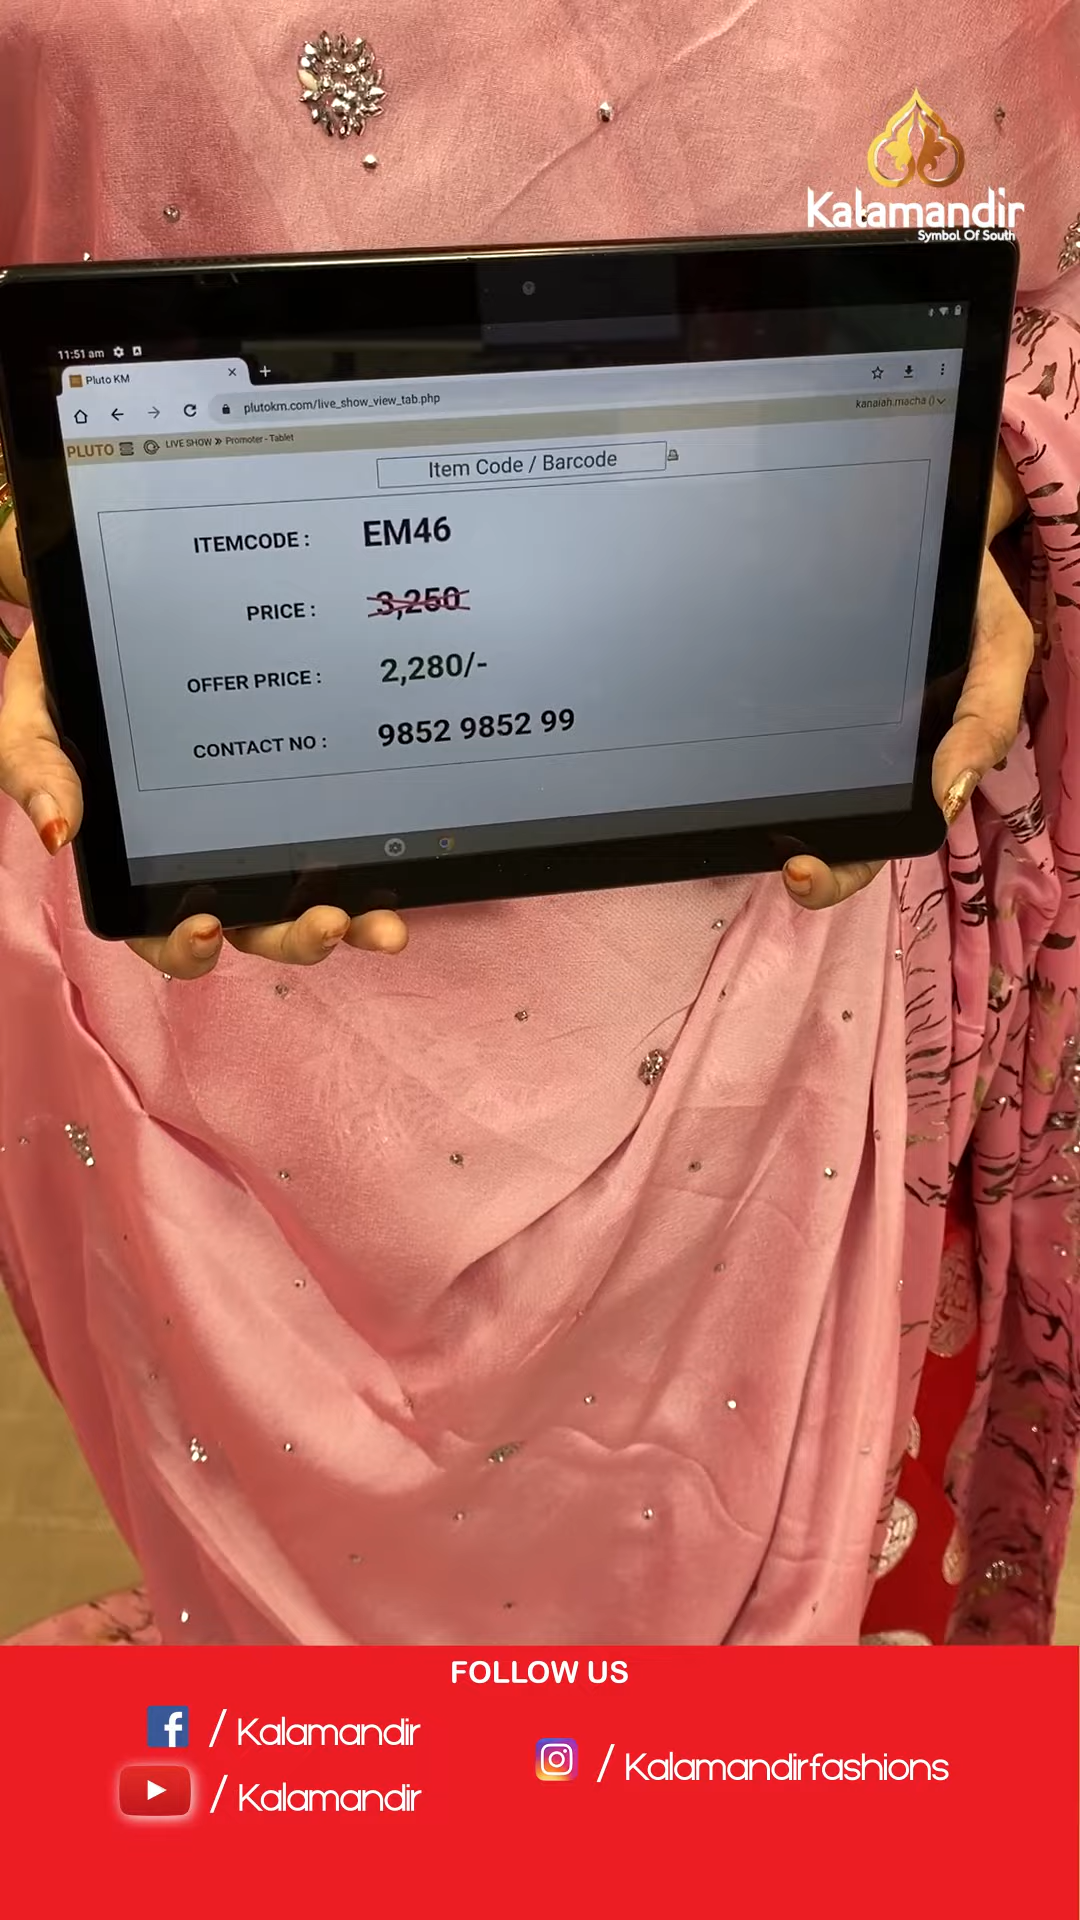 Kalamandir
Symbol Of South
11:51 am
Pluto KM
plutokm.com/live_show_view_tab.php
kanaiah.macha ()
PLUTO LIVE SHOW » Promoter - Tablet
Item Code / Barcode
ITEMCODE : EM46
PRICE : 3,250
OFFER PRICE : 2,280/-
CONTACT NO : 9852 9852 99
FOLLOW US
/ Kalamandir
/ Kalamandir
/ Kalamandirfashions